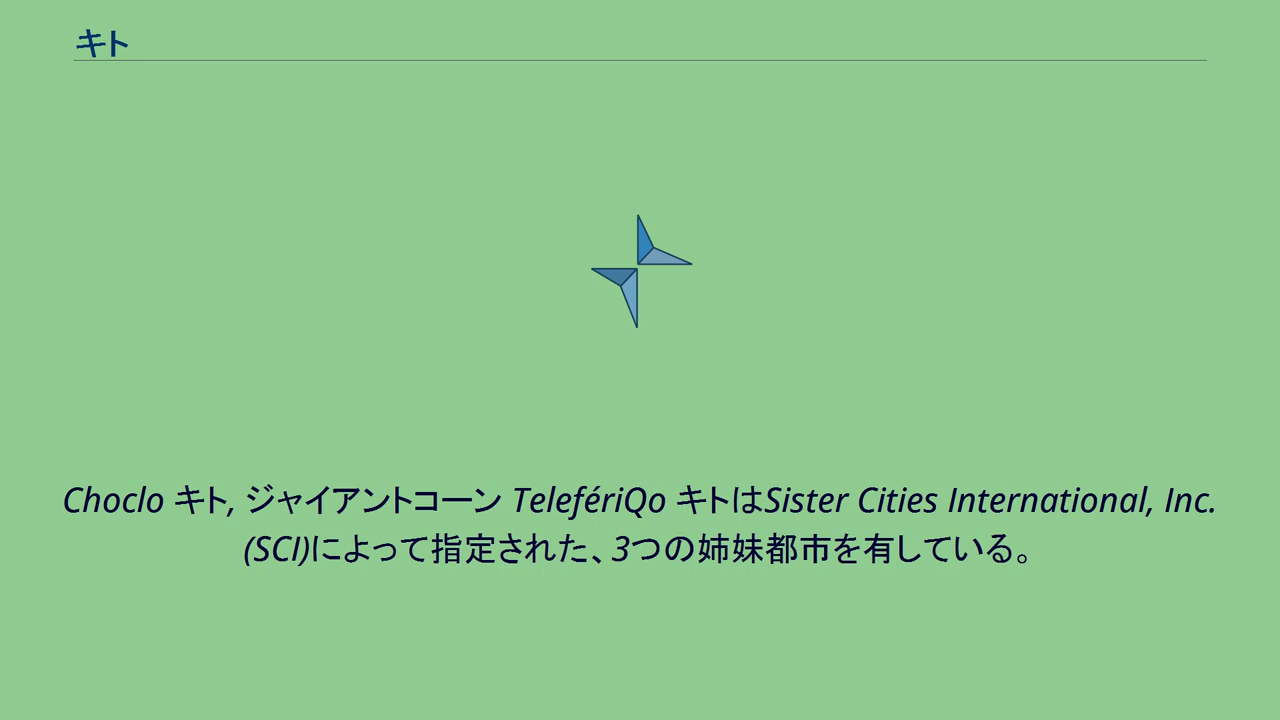 キト
Choclo キト, ジャイアントコーン TelefériQo キトはSister Cities International, Inc.
(SCI)によって指定された、3つの姉妹都市を有している。